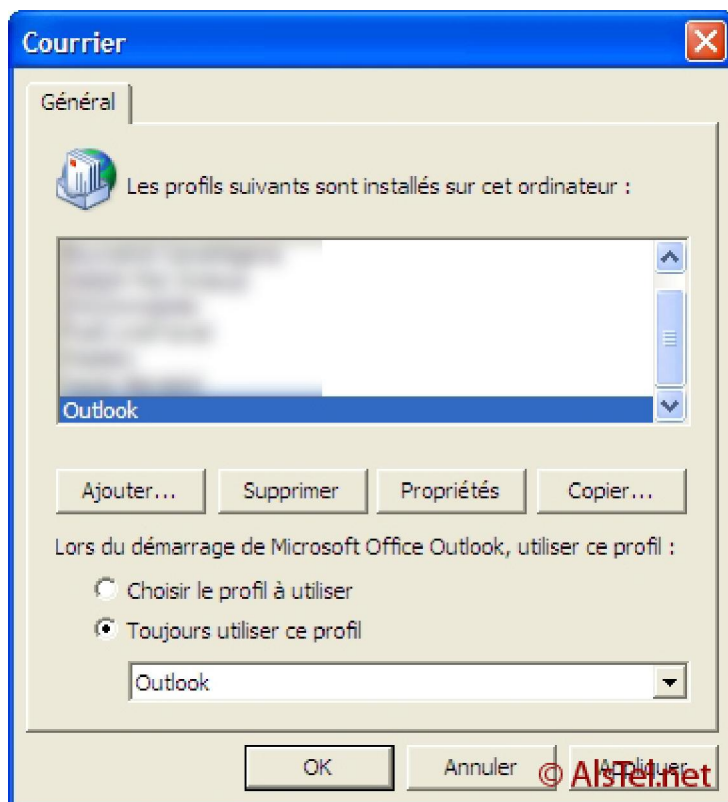 Courrier
Général
Les profils suivants sont installés sur cet ordinateur :
Outlook
Ajouter... Supprimer Propriétés Copier...
Lors du démarrage de Microsoft Office Outlook, utiliser ce profil :
Choisir le profil à utiliser
Toujours utiliser ce profil
Outlook
OK Annuler Appliquer
© AlsTel.net